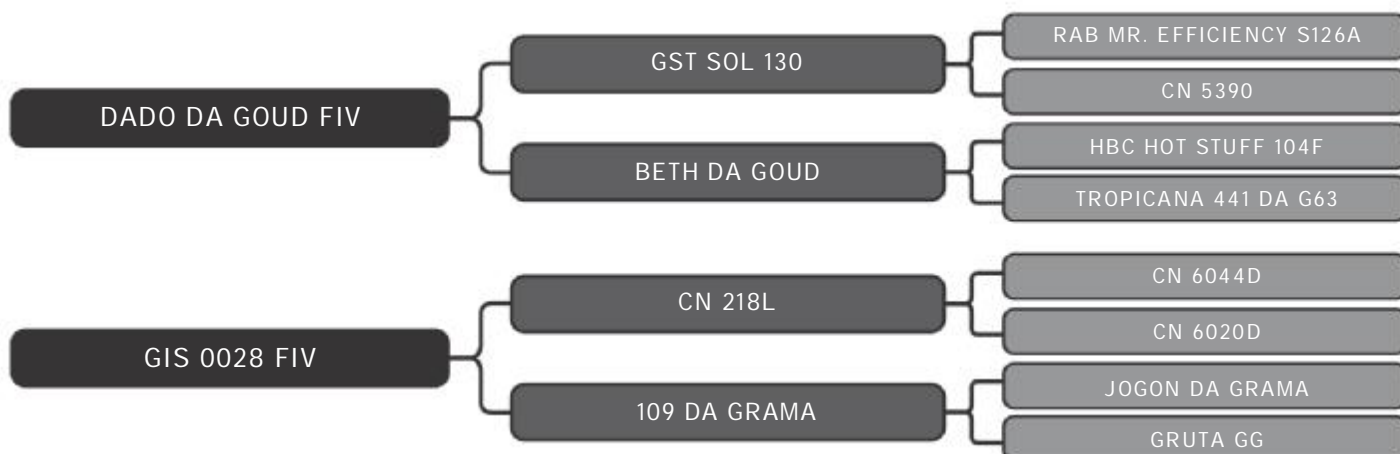 DADO DA GOUD FIV
GST SOL 130
BETH DA GOUD
RAB MR. EFFICIENCY S126A
CN 5390
HBC HOT STUFF 104F
TROPICANA 441 DA G63
GIS 0028 FIV
CN 218L
109 DA GRAMA
CN 6044D
CN 6020D
JOGON DA GRAMA
GRUTA GG